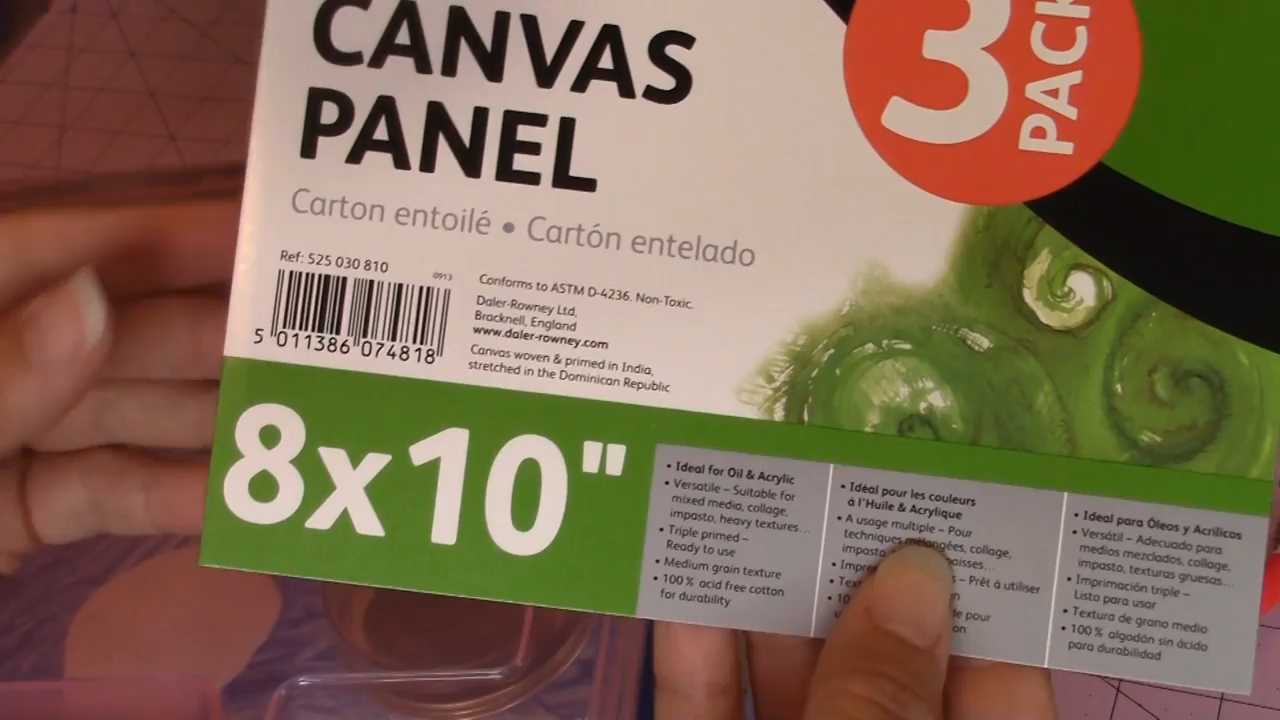 CANVAS
PANEL
3
PACK
Carton entoilé • Cartón entelado
Ref: 525 030 810
0913
5 011386 074818
Conforms to ASTM D-4236. Non-Toxic.
Daler-Rowney Ltd,
Bracknell, England
www.daler-rowney.com
Canvas woven & primed in India,
stretched in the Dominican Republic
8x10"
• Ideal for Oil & Acrylic
• Versatile – Suitable for
mixed media, collage,
impasto, heavy textures...
• Triple primed –
Ready to use
• Medium grain texture
• 100% acid free cotton
for durability
• Idéal pour les couleurs
à l'Huile & Acrylique
• A usage multiple – Pour
techniques mélangées, collage,
impasto
– Prêt à utiliser
• Ideal para Óleos y Acrílicos
• Versátil – Adecuado para
medios mezclados, collage,
impasto, texturas gruesas...
• Imprimación triple –
Listo para usar
• Textura de grano medio
• 100% algodón sin ácido
para durabilidad